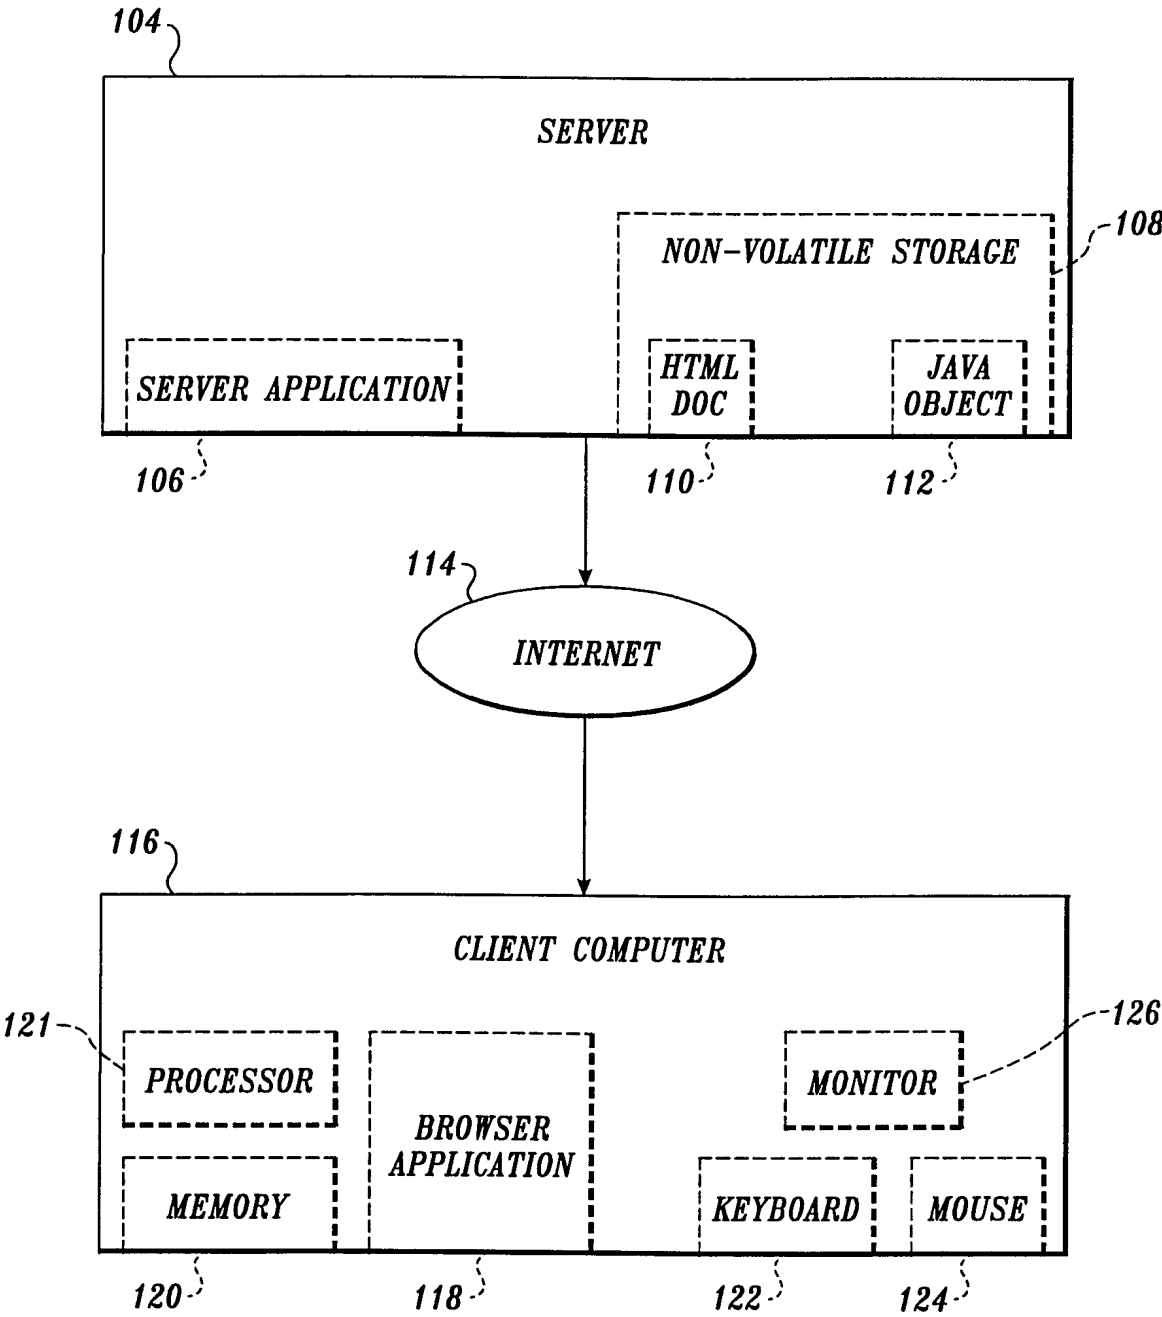 104
SERVER
108
NON-VOLATILE STORAGE
SERVER APPLICATION
HTML
DOC
JAVA
OBJECT
106
110
112
114
INTERNET
116
CLIENT COMPUTER
121
126
PROCESSOR
MONITOR
BROWSER
APPLICATION
MEMORY
KEYBOARD
MOUSE
120
118
122
124